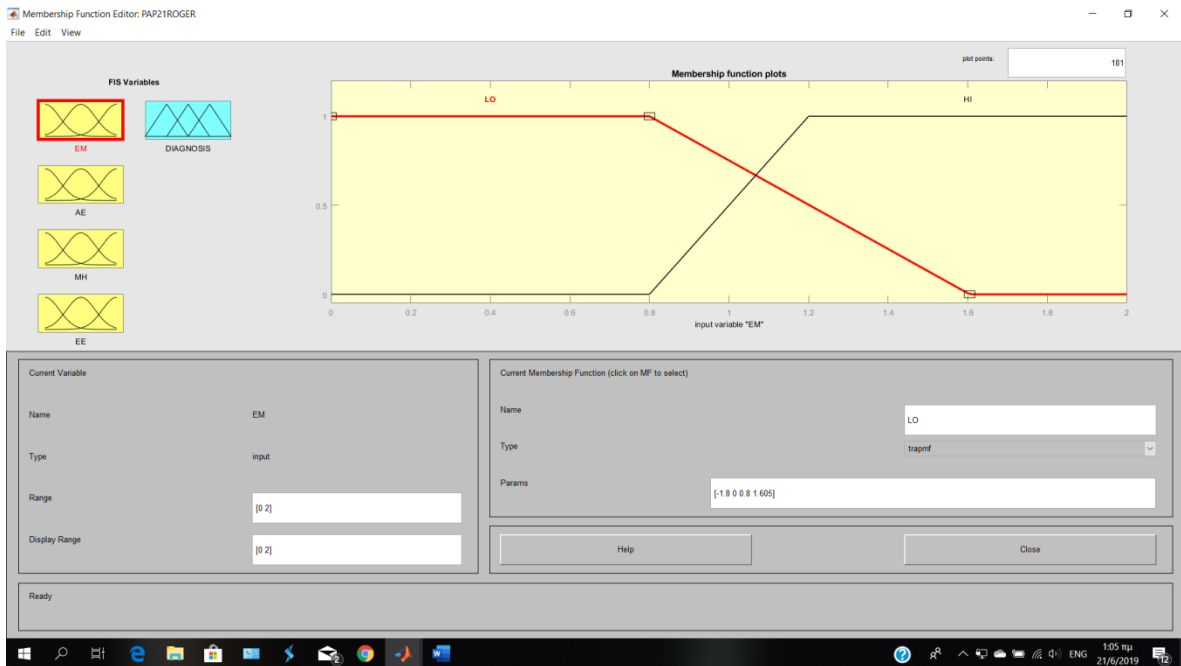 Membership Function Editor: PAP21ROGER
File Edit View
FIS Variables
EM
DIAGNOSIS
AE
MH
EE
plot points:
181
Membership function plots
LO
HI
1
0.5
0
0 0.2 0.4 0.6 0.8 1 1.2 1.4 1.6 1.8 2
input variable "EM"
Current Variable
Name EM
Type input
Range [0 2]
Display Range [0 2]
Current Membership Function (click on MF to select)
Name LO
Type trapmf
Params [-1.8 0 0.8 1.605]
Help Close
Ready
2
ENG
1:05 πμ
21/6/2019
12